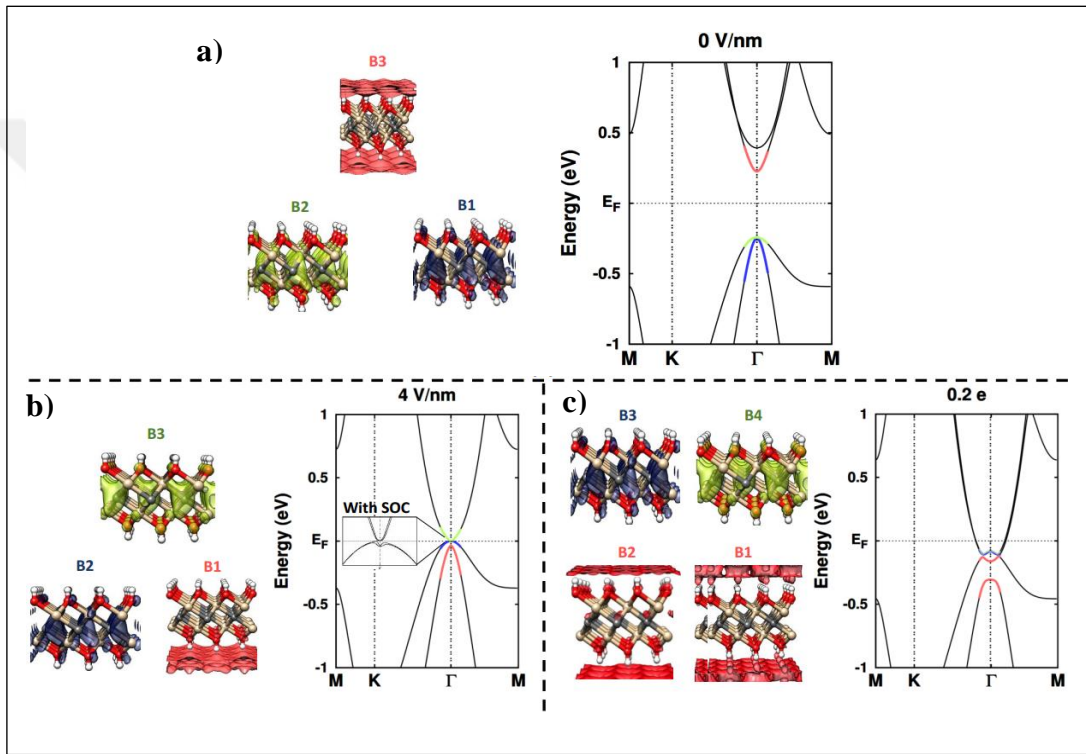 a)
B3
B2
B1
0 V/nm
Energy (eV)
1
0.5
E_F
-0.5
-1
M
K
Γ
M
b)
B3
B2
B1
4 V/nm
With SOC
Energy (eV)
1
0.5
E_F
-0.5
-1
M
K
Γ
M
c)
B3
B4
B2
B1
0.2 e
Energy (eV)
1
0.5
E_F
-0.5
-1
M
K
Γ
M